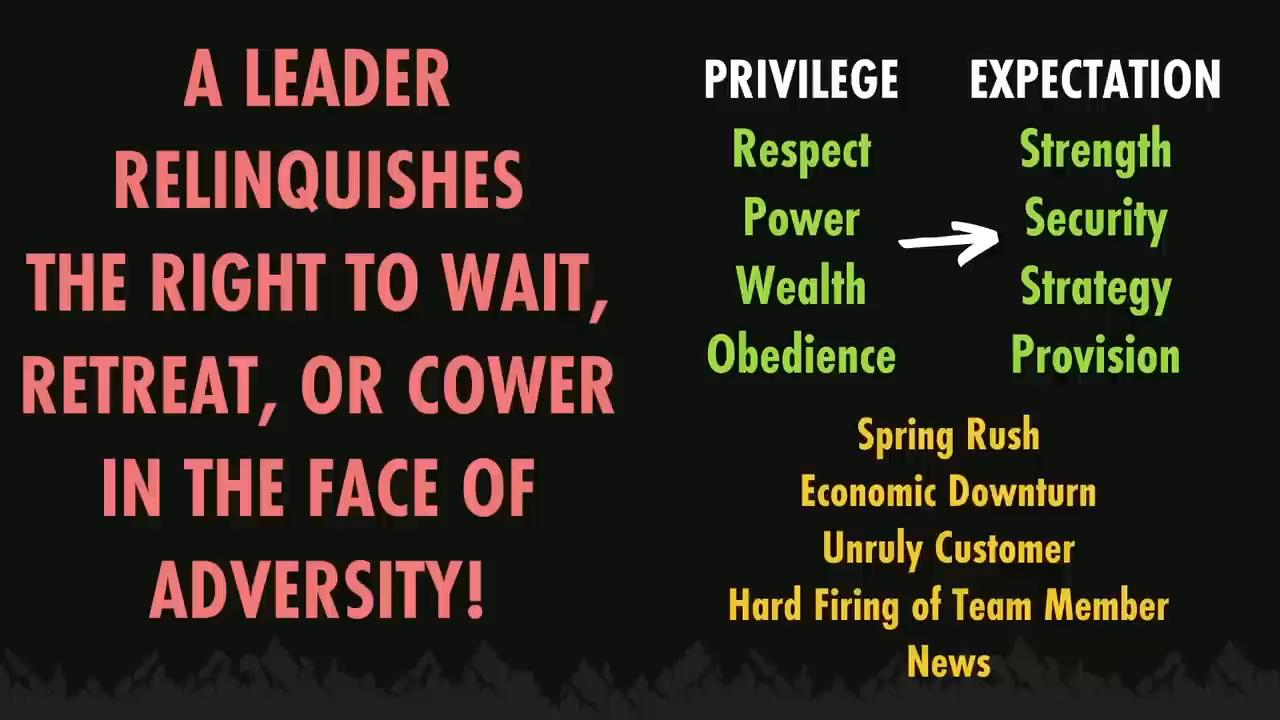 A LEADER
RELINQUISHES
THE RIGHT TO WAIT,
RETREAT, OR COWER
IN THE FACE OF
ADVERSITY!
PRIVILEGE
Respect
Power
Wealth
Obedience
EXPECTATION
Strength
Security
Strategy
Provision
Spring Rush
Economic Downturn
Unruly Customer
Hard Firing of Team Member
News